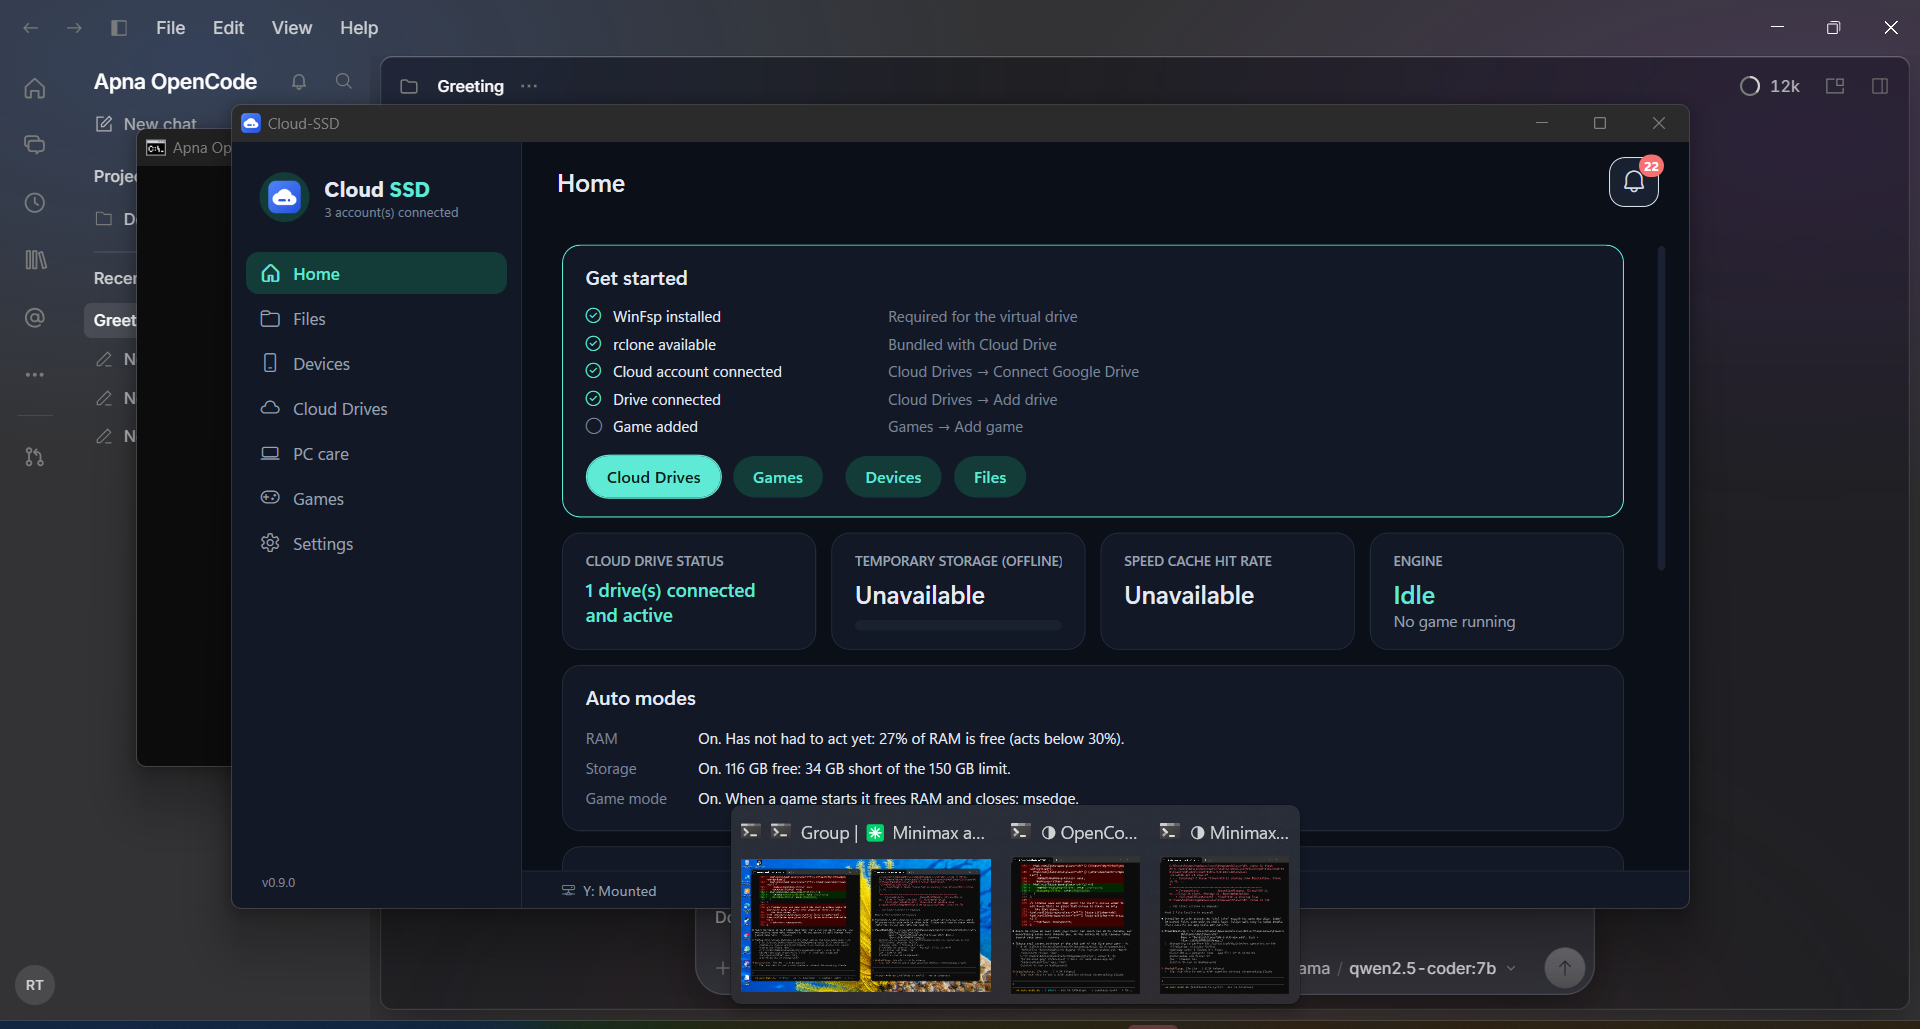 File Edit View Help
Apna OpenCode
Greeting
12k
New chat
Cloud-SSD
Apna Op
Cloud SSD
3 account(s) connected
Home
22
Projec
D
Recen
Greet
N
N
N
Home
Files
Devices
Cloud Drives
PC care
Games
Settings
v0.9.0
Get started
WinFsp installed Required for the virtual drive
rclone available Bundled with Cloud Drive
Cloud account connected Cloud Drives → Connect Google Drive
Drive connected Cloud Drives → Add drive
Game added Games → Add game
Cloud Drives Games Devices Files
CLOUD DRIVE STATUS
1 drive(s) connected
and active
TEMPORARY STORAGE (OFFLINE)
Unavailable
SPEED CACHE HIT RATE
Unavailable
ENGINE
Idle
No game running
Auto modes
RAM On. Has not had to act yet: 27% of RAM is free (acts below 30%).
Storage On. 116 GB free: 34 GB short of the 150 GB limit.
Game mode On. When a game starts it frees RAM and closes: msedge.
Group | Minimax a... OpenCo... Minimax...
Y: Mounted
Do
ama / qwen2.5-coder:7b
RT